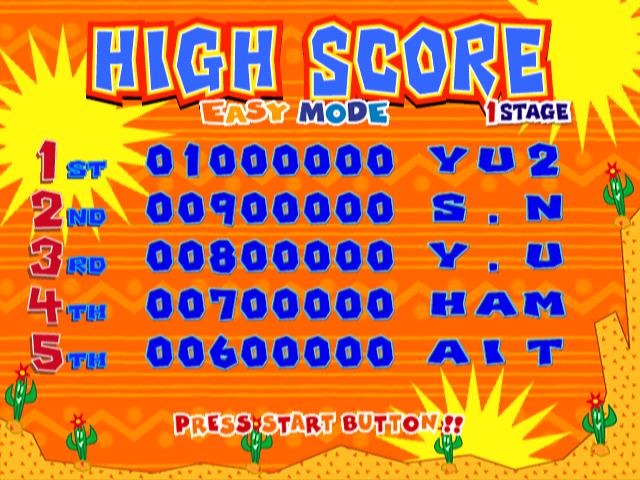 HIGH SCORE
EASY MODE 1STAGE
1ST 01000000 YU2
2ND 00900000 S.N
3RD 00800000 Y.U
4TH 00700000 HAM
5TH 00600000 AIT
PRESS START BUTTON!!